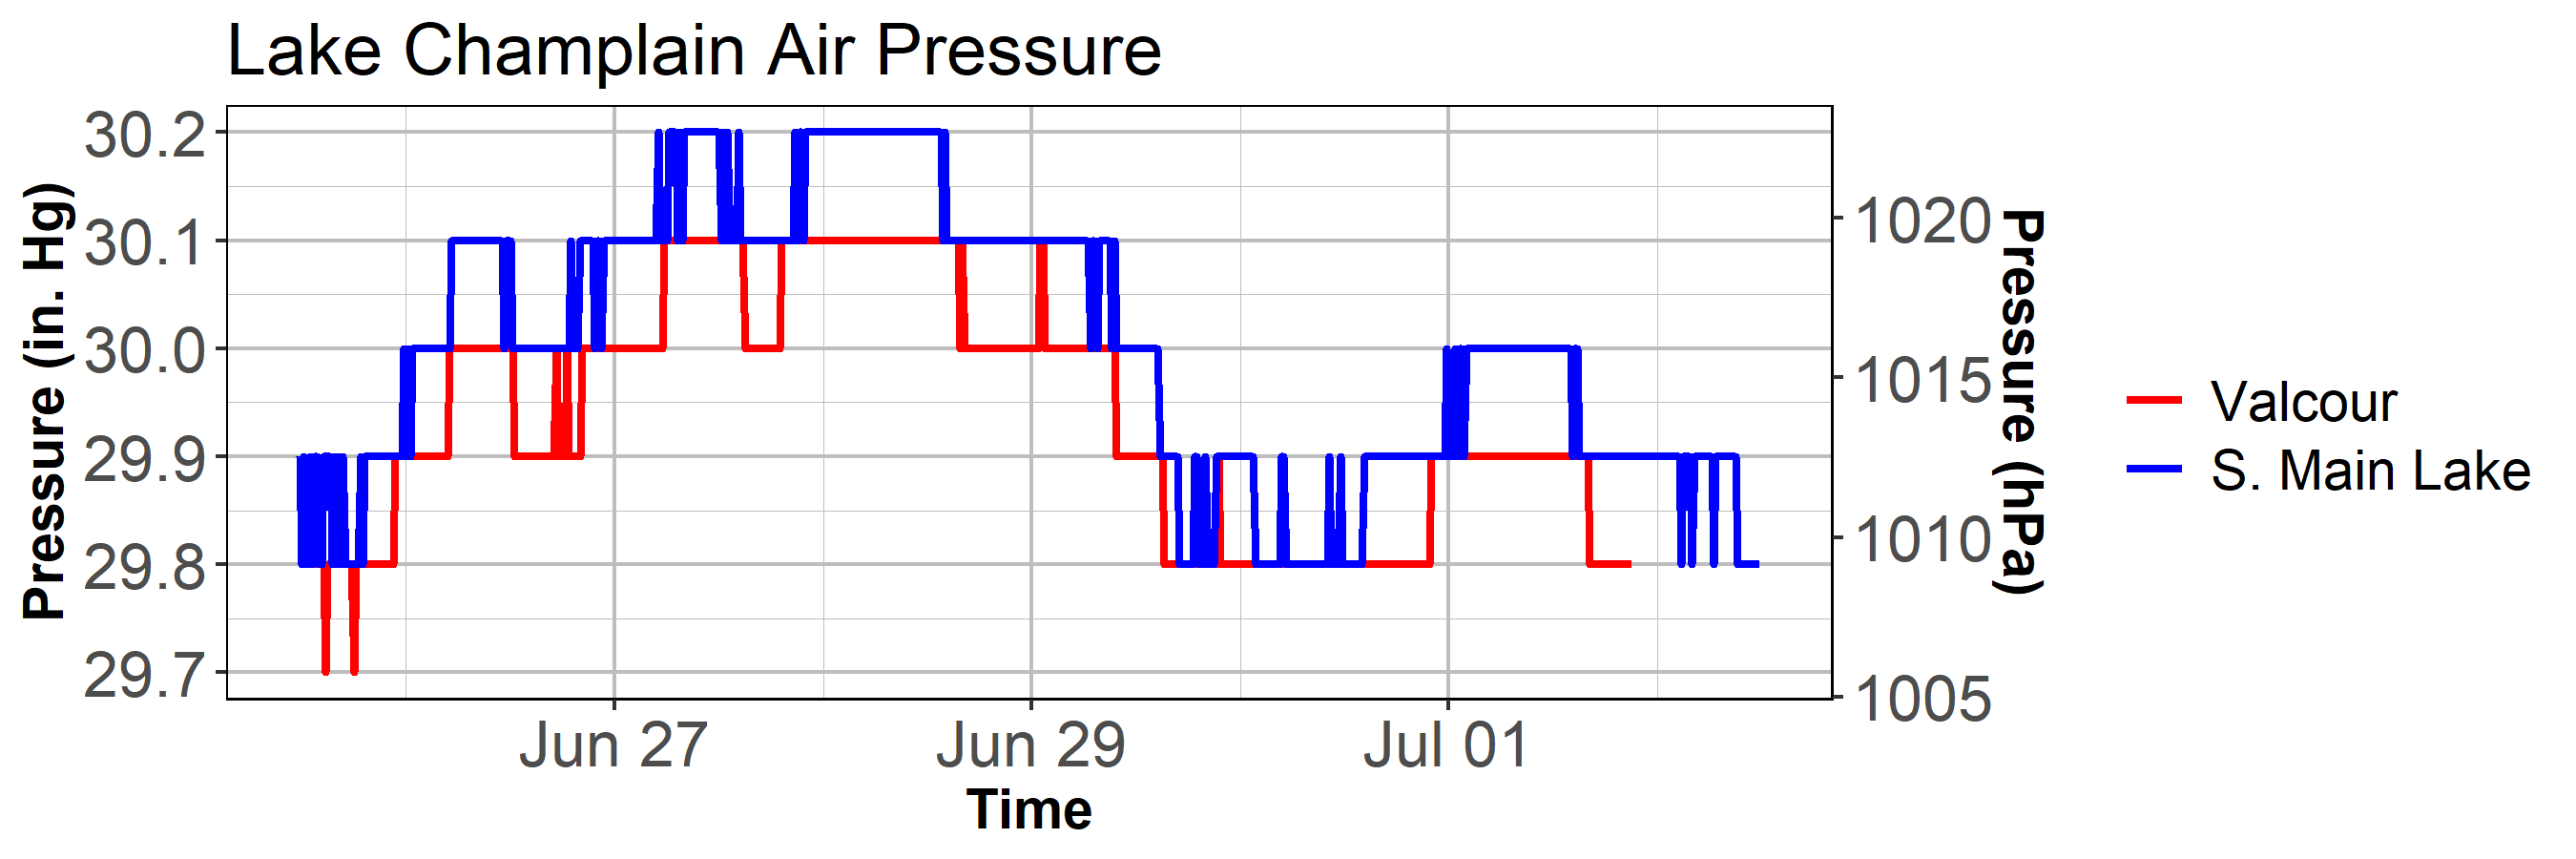 Lake Champlain Air Pressure
Pressure (in. Hg)
30.2
30.1
30.0
29.9
29.8
29.7
1020
1015
1010
1005
Pressure (hPa)
Jun 27
Jun 29
Jul 01
Time
Valcour
S. Main Lake